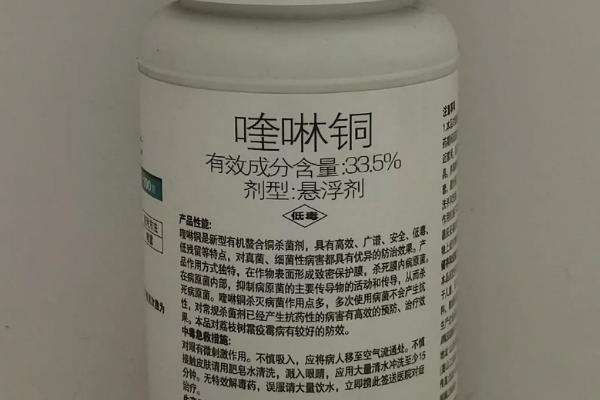 喹啉铜
有效成分含量:33.5%
剂型:悬浮剂
低毒
产品性能:
喹啉铜是新型有机螯合铜杀菌剂，具有高效、广谱、安全、低毒、
低残留等特点，对真菌、细菌性病害都具有优异的防治效果。产
品作用方式独特，在作物表面形成致密保护膜，杀死膜内病原菌，
在病原菌内部，抑制病原菌的主要传导物的活动和传导，从而杀
死病原菌。喹啉铜杀灭病菌作用点多，多次使用病菌不会产生抗
性，对常规杀菌剂已经产生抗药性的病害有高效的预防、治疗效
果。本品对荔枝树霜疫霉病有较好的防效。
中毒急救措施:
对眼有微刺激作用。不慎吸入，应将病人移至空气流通处。不慎
接触皮肤请用肥皂水清洗，溅入眼睛，应用大量清水冲洗至少15
分钟。无特效解毒药，误服请大量饮水，立即携此签送医院对症
治疗。